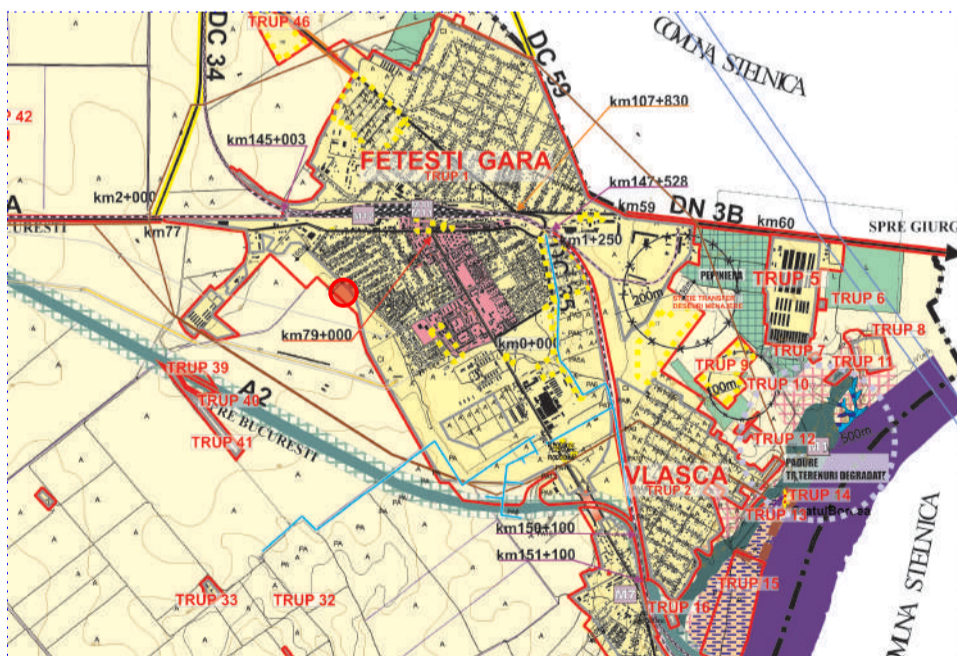 TRUP 46
DC 34
DC 59
COMUNA STELNICA
TRUP 42
km107+830
km145+003
FETESTI GARA
TRUP 1
km147+528
km2+000
km59
DN 3B
km60
SPRE GIURG
A
CURESTI
km77
km1+250
PEPINIERA
TRUP 5
200m
STATIE TRANSFER
DESEURI MENAJERE
TRUP 6
km79+000
km0+000
TRUP 8
TRUP 7
TRUP 11
TRUP 9
TRUP 10
100m
TRUP 39
A2
TRUP 40
SPRE BUCURESTI
TRUP 41
500m
TRUP 12
PADURE
TR.TERENURI DEGRADATE
VLASCA
TRUP 2
TRUP 14
TRUP 13
km150+100
km151+100
M7
TRUP 15
TRUP 16
TRUP 33
TRUP 32
COMUNA STELNICA